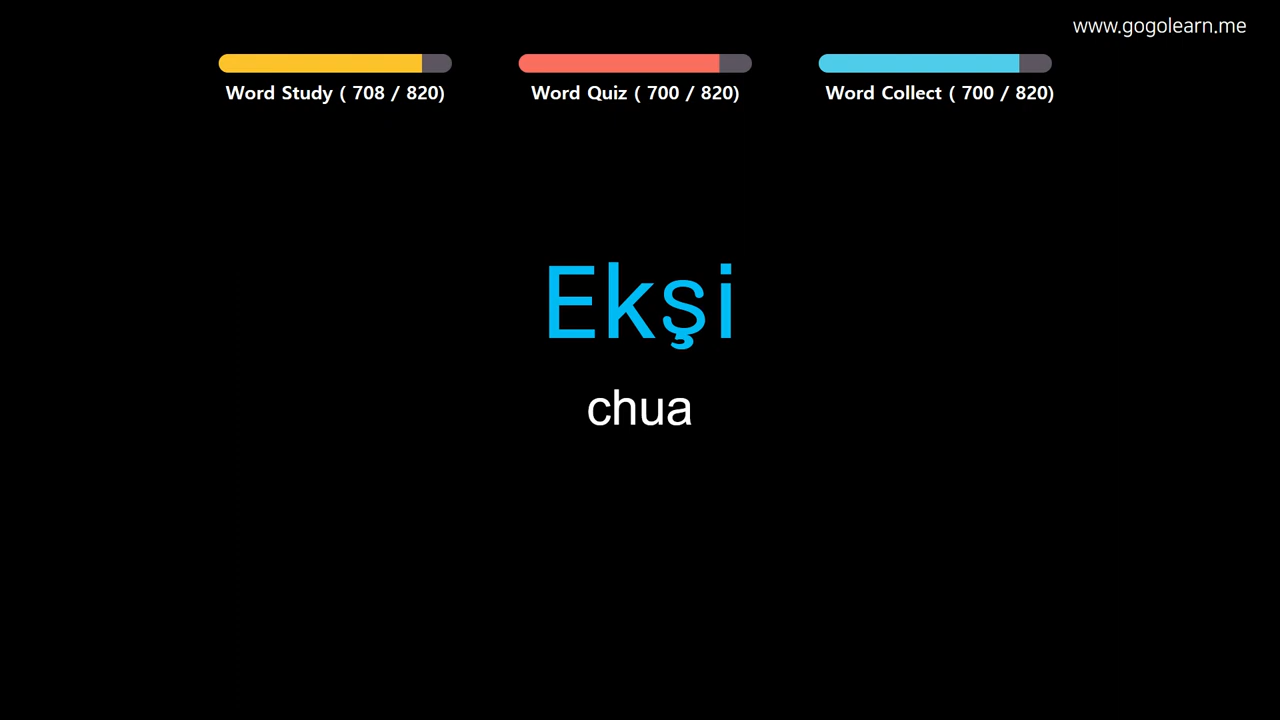 www.gogolearn.me
Word Study ( 708 / 820)
Word Quiz ( 700 / 820)
Word Collect ( 700 / 820)
Ekşi
chua